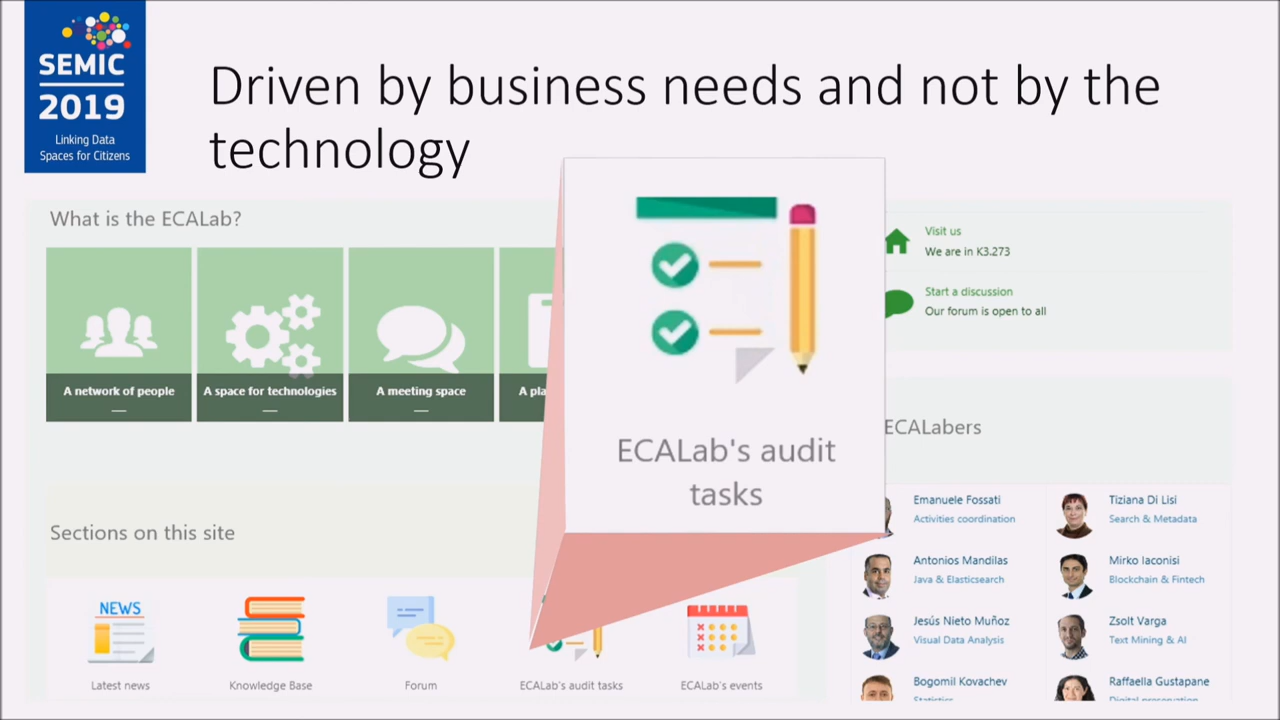 SEMIC
2019
Linking Data
Spaces for Citizens
Driven by business needs and not by the
technology
What is the ECALab?
A network of people
A space for technologies
A meeting space
A pla
Visit us
We are in K3.273
Start a discussion
Our forum is open to all
ECALab's audit
tasks
ECALabers
Emanuele Fossati
Activities coordination
Tiziana Di Lisi
Search & Metadata
Antonios Mandilas
Java & Elasticsearch
Mirko Iaconisi
Blockchain & Fintech
Jesús Nieto Muñoz
Visual Data Analysis
Zsolt Varga
Text Mining & AI
Bogomil Kovachev
Statistics
Raffaella Gustapane
Digital preservation
Sections on this site
NEWS
Latest news
Knowledge Base
Forum
ECALab's audit tasks
ECALab's events